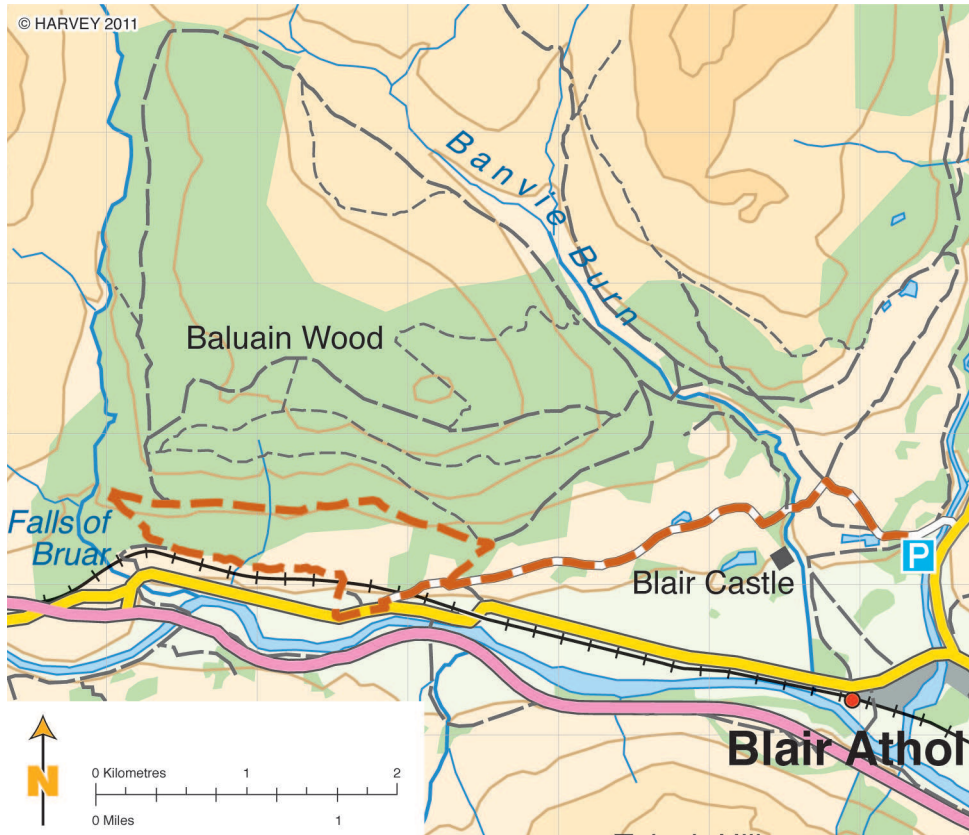 © HARVEY 2011
Banvie Burn
Baluain Wood
Falls of
Bruar
P
Blair Castle
Blair Athol
N
0 Kilometres 1 2
0 Miles 1